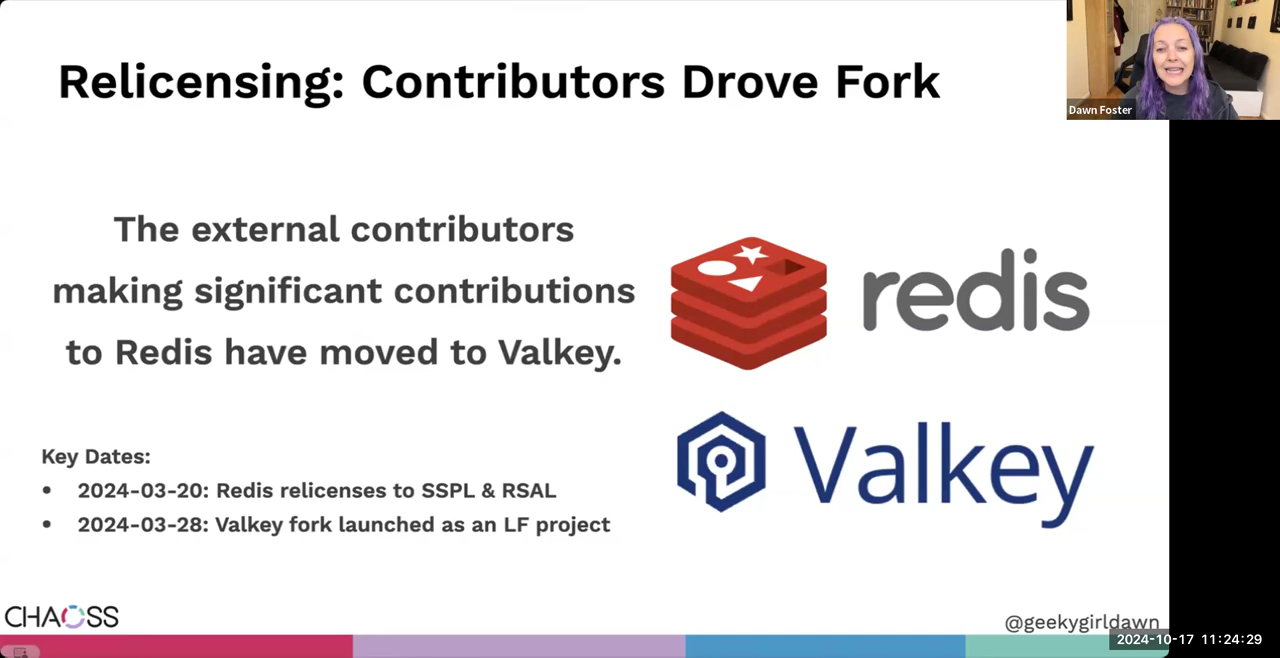 Relicensing: Contributors Drove Fork
Dawn Foster
The external contributors
making significant contributions
to Redis have moved to Valkey.
redis
Valkey
Key Dates:
• 2024-03-20: Redis relicenses to SSPL & RSAL
• 2024-03-28: Valkey fork launched as an LF project
CHAOSS
@geekygirldawn
2024-10-17 11:24:29